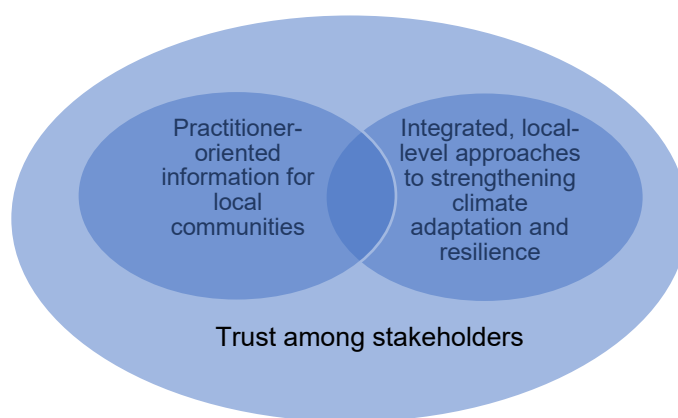 Practitioner-
oriented
information for
local
communities
Integrated, local-
level approaches
to strengthening
climate
adaptation and
resilience
Trust among stakeholders